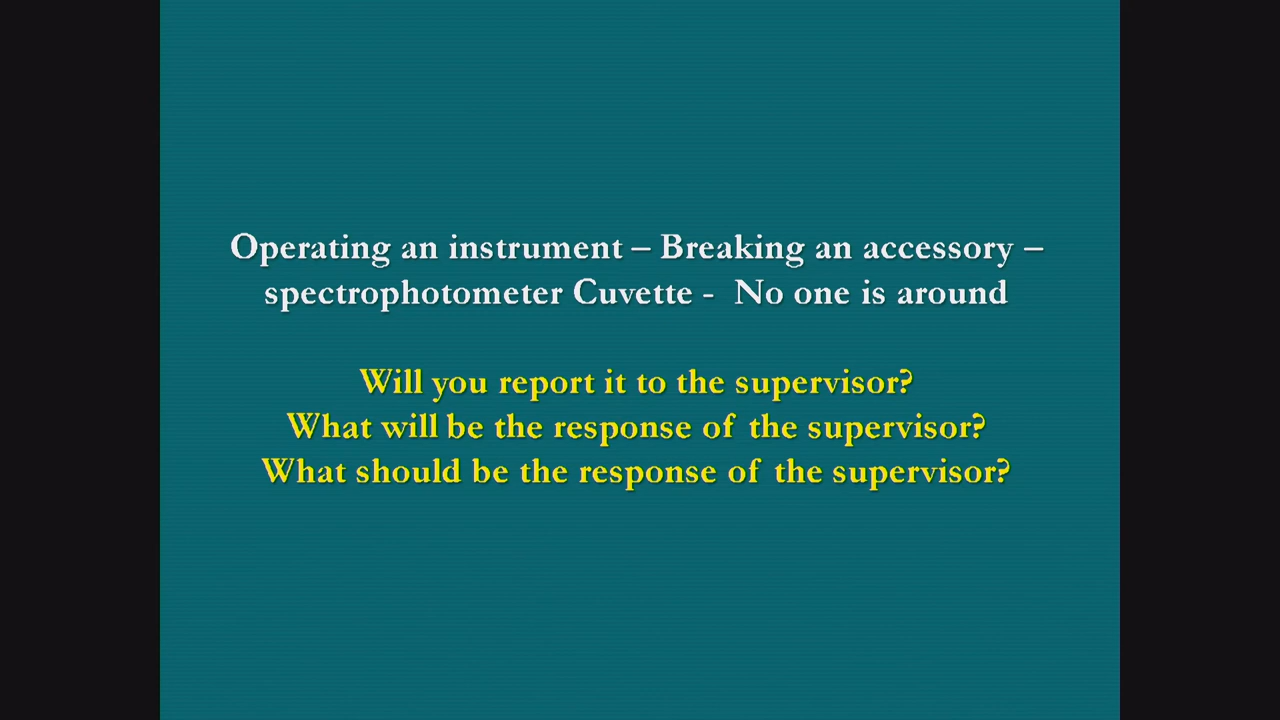 Operating an instrument – Breaking an accessory –
spectrophotometer Cuvette - No one is around
Will you report it to the supervisor?
What will be the response of the supervisor?
What should be the response of the supervisor?